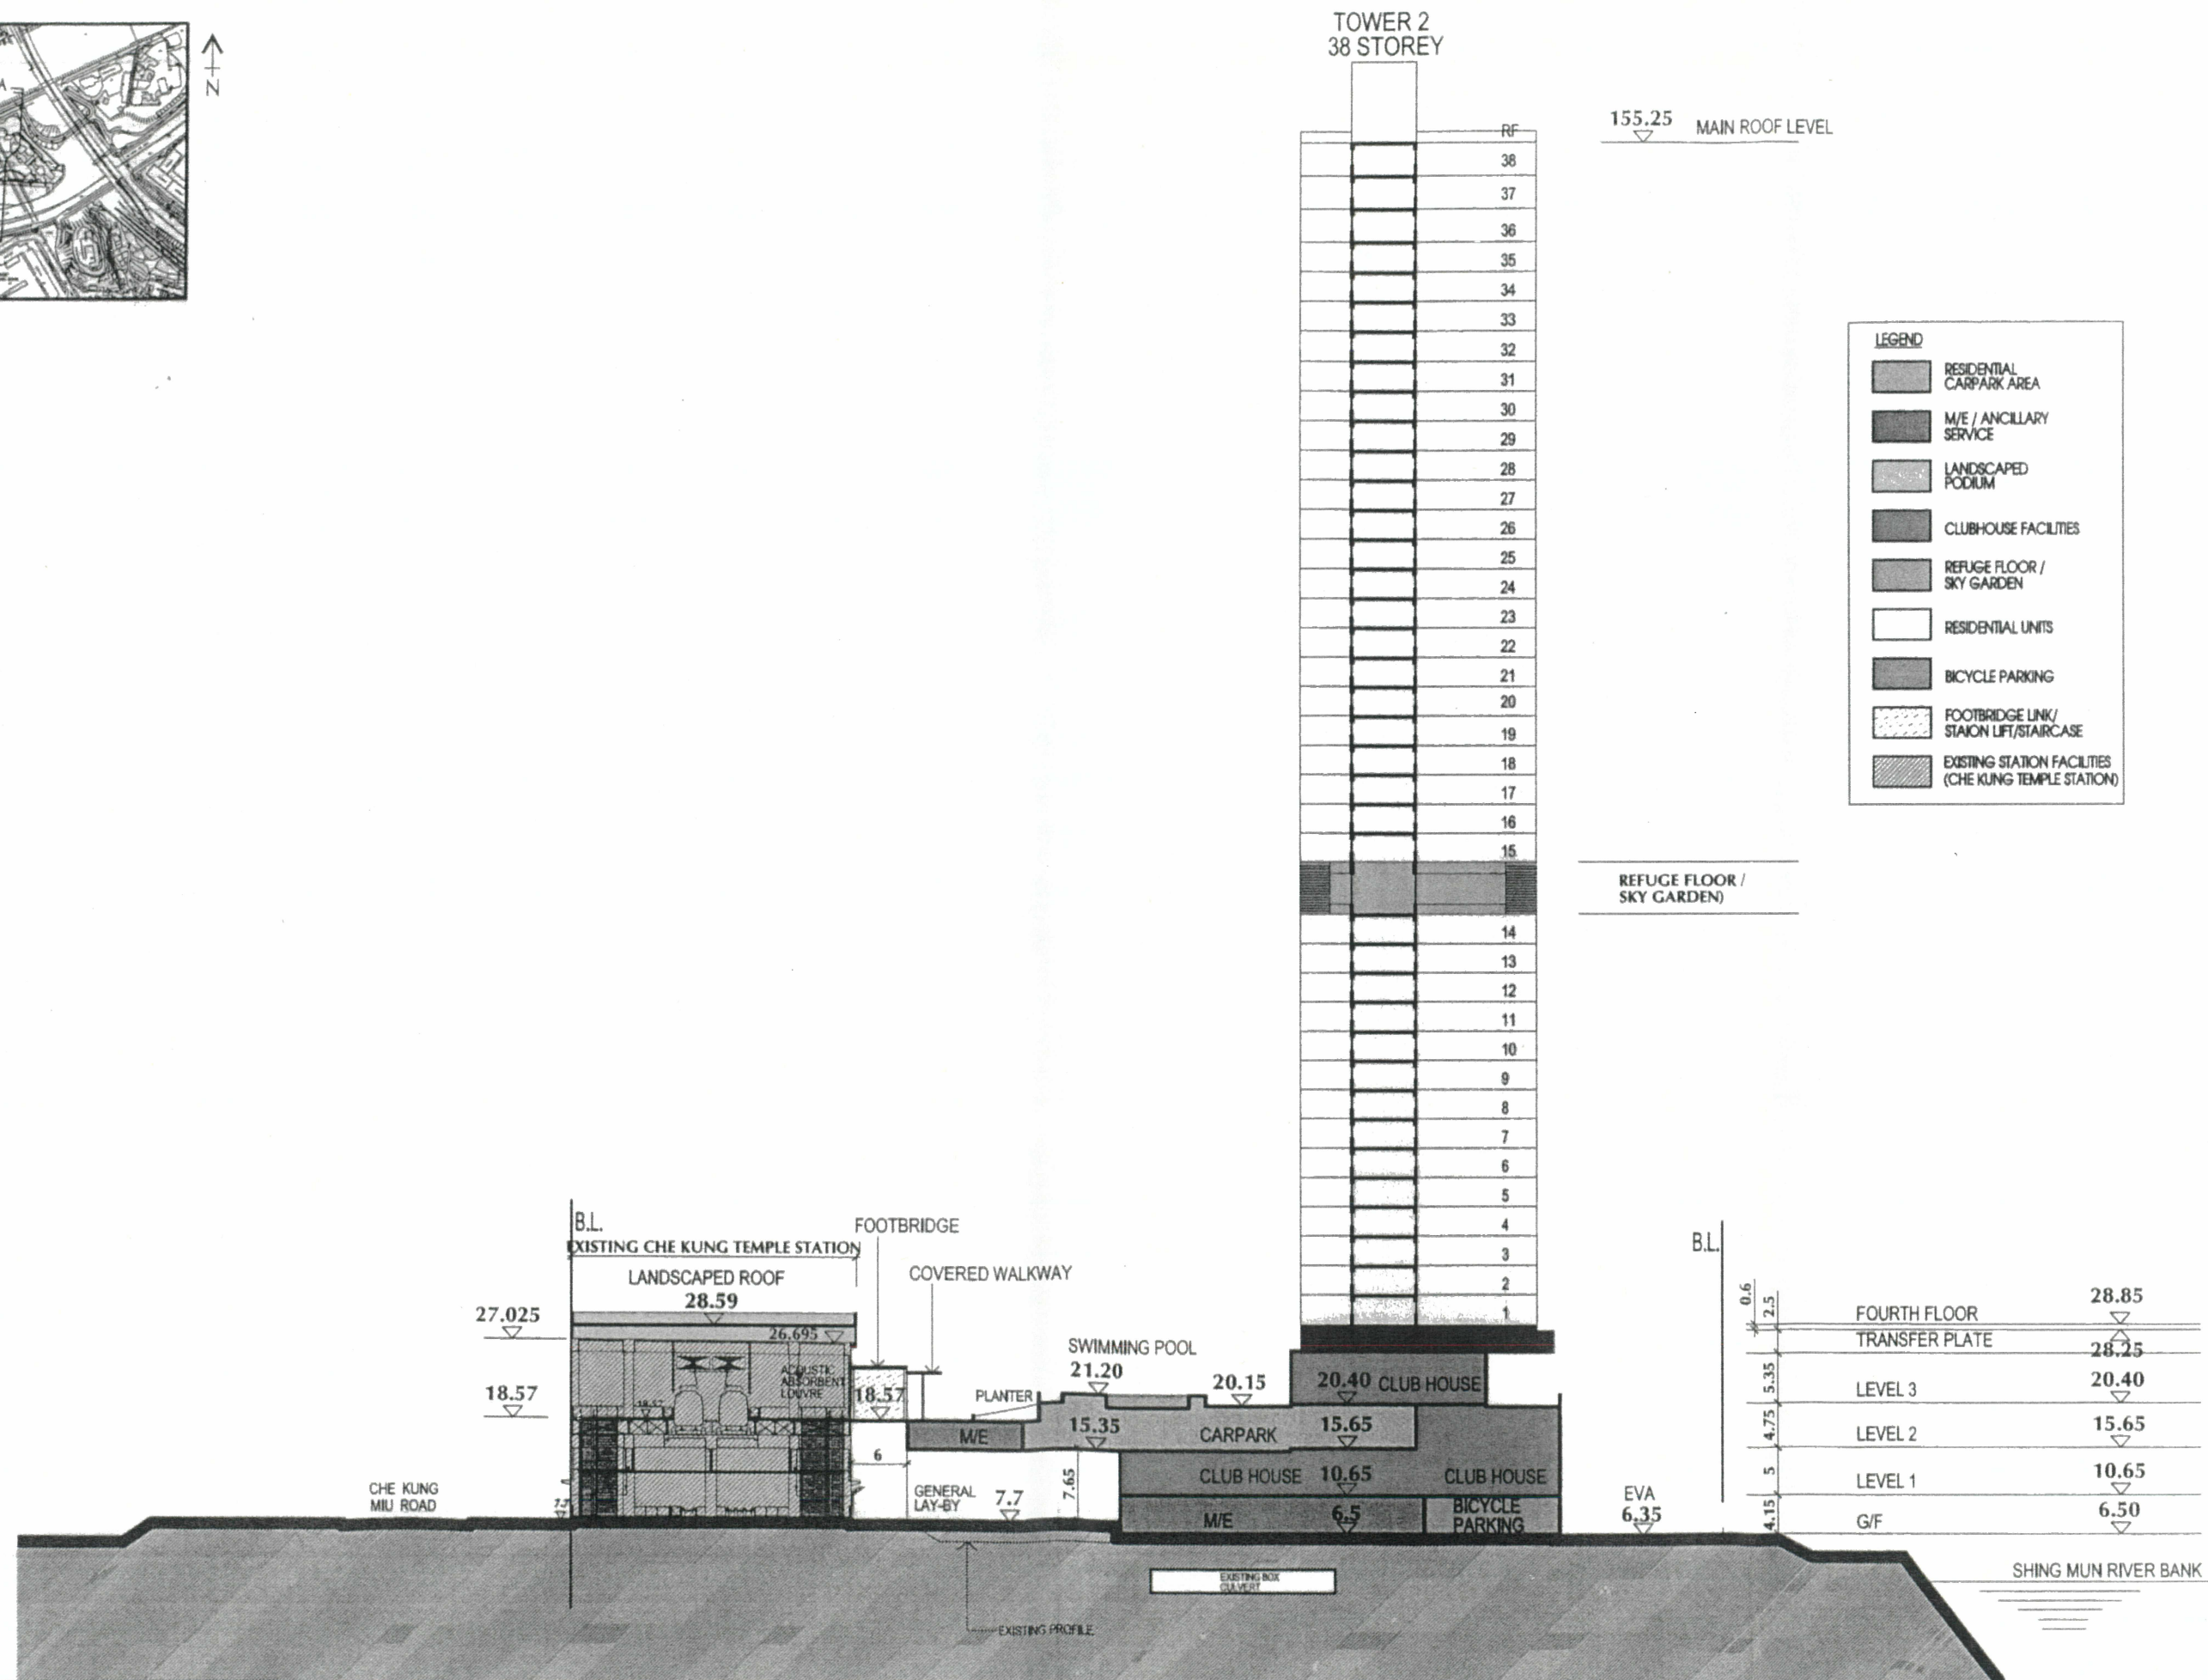 N
TOWER 2
38 STOREY
155.25 MAIN ROOF LEVEL
RF
38
37
36
35
34
33
32
31
30
29
28
27
26
25
24
23
22
21
20
19
18
17
16
15
REFUGE FLOOR /
SKY GARDEN)
14
13
12
11
10
9
8
7
6
5
4
3
2
1
LEGEND
RESIDENTIAL
CARPARK AREA
M/E / ANCILLARY
SERVICE
LANDSCAPED
PODIUM
CLUBHOUSE FACILITIES
REFUGE FLOOR /
SKY GARDEN
RESIDENTIAL UNITS
BICYCLE PARKING
FOOTBRIDGE LINK/
STAION LIFT/STAIRCASE
EXISTING STATION FACILITIES
(CHE KUNG TEMPLE STATION)
B.L.
EXISTING CHE KUNG TEMPLE STATION
LANDSCAPED ROOF
28.59
27.025
26.695
ACOUSTIC
ABSORBENT
LOUVRE
18.57
18.57
18.57
FOOTBRIDGE
COVERED WALKWAY
PLANTER
SWIMMING POOL
21.20
20.15
20.40 CLUB HOUSE
M/E
15.35
CARPARK
15.65
6
7.65
CLUB HOUSE 10.65
CLUB HOUSE
GENERAL
LAY-BY
7.7
M/E
6.5
BICYCLE
PARKING
CHE KUNG
MIU ROAD
7.7
EVA
6.35
EXISTING BOX
CULVERT
EXISTING PROFILE
B.L.
0.6
2.5
5.35
4.75
5
4.15
FOURTH FLOOR 28.85
TRANSFER PLATE 28.25
LEVEL 3 20.40
LEVEL 2 15.65
LEVEL 1 10.65
G/F 6.50
SHING MUN RIVER BANK